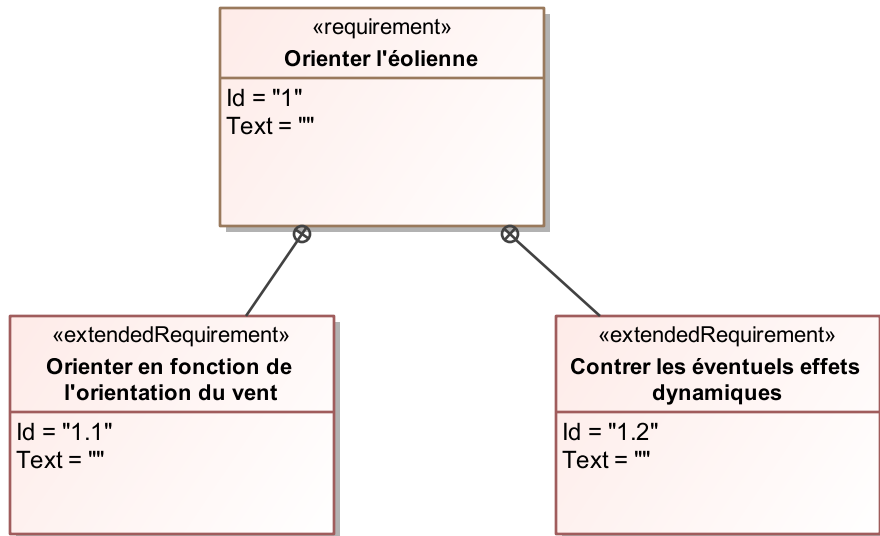 «requirement»
Orienter l'éolienne
Id = "1"
Text = ""
«extendedRequirement»
Orienter en fonction de
l'orientation du vent
Id = "1.1"
Text = ""
«extendedRequirement»
Contrer les éventuels effets
dynamiques
Id = "1.2"
Text = ""